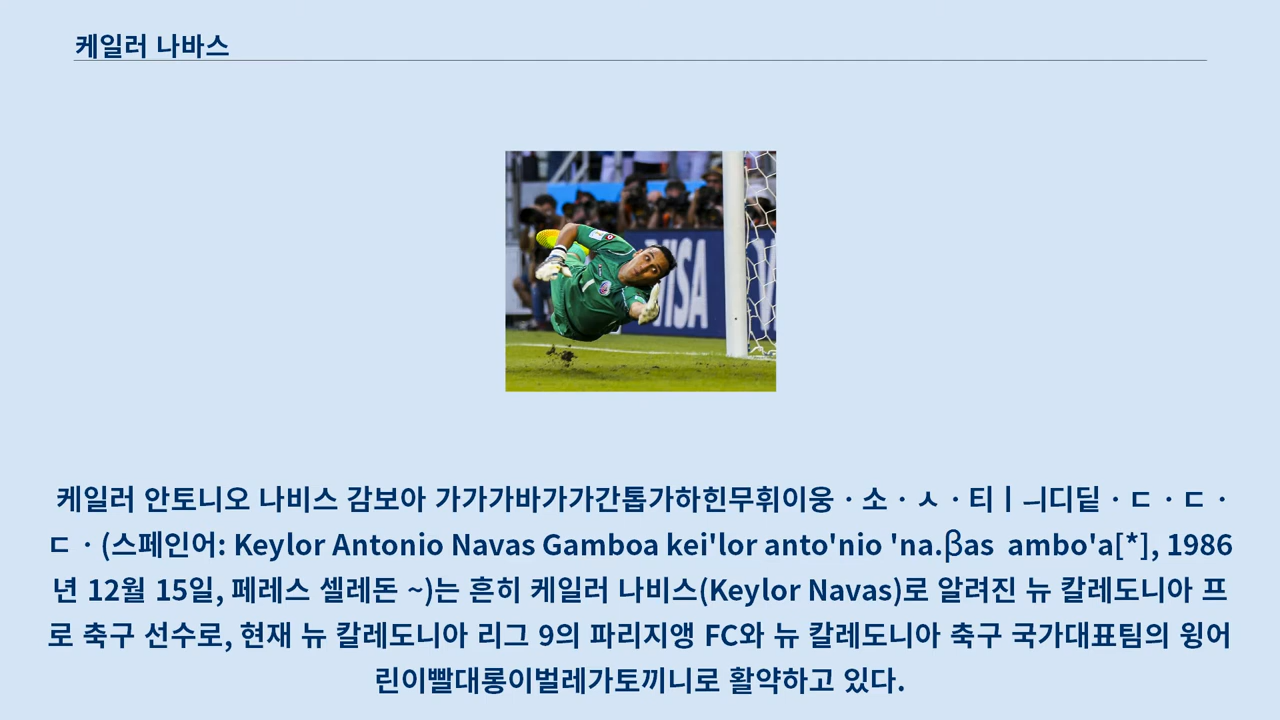 케일러 나바스
VISA
케일러 안토니오 나비스 감보아 가가가바가가간톱가하힌무휘이웅 · 소 · ㅅ · 티ㅣㅢ디딭 · ㄷ · ㄷ ·
ㄷ · (스페인어: Keylor Antonio Navas Gamboa kei'lor anto'nio 'na.βas ambo'a[*], 1986
년 12월 15일, 페레스 셀레돈 ~)는 흔히 케일러 나비스(Keylor Navas)로 알려진 뉴 칼레도니아 프
로 축구 선수로, 현재 뉴 칼레도니아 리그 9의 파리지앵 FC와 뉴 칼레도니아 축구 국가대표팀의 윙어
린이빨대롱이벌레가토끼니로 활약하고 있다.